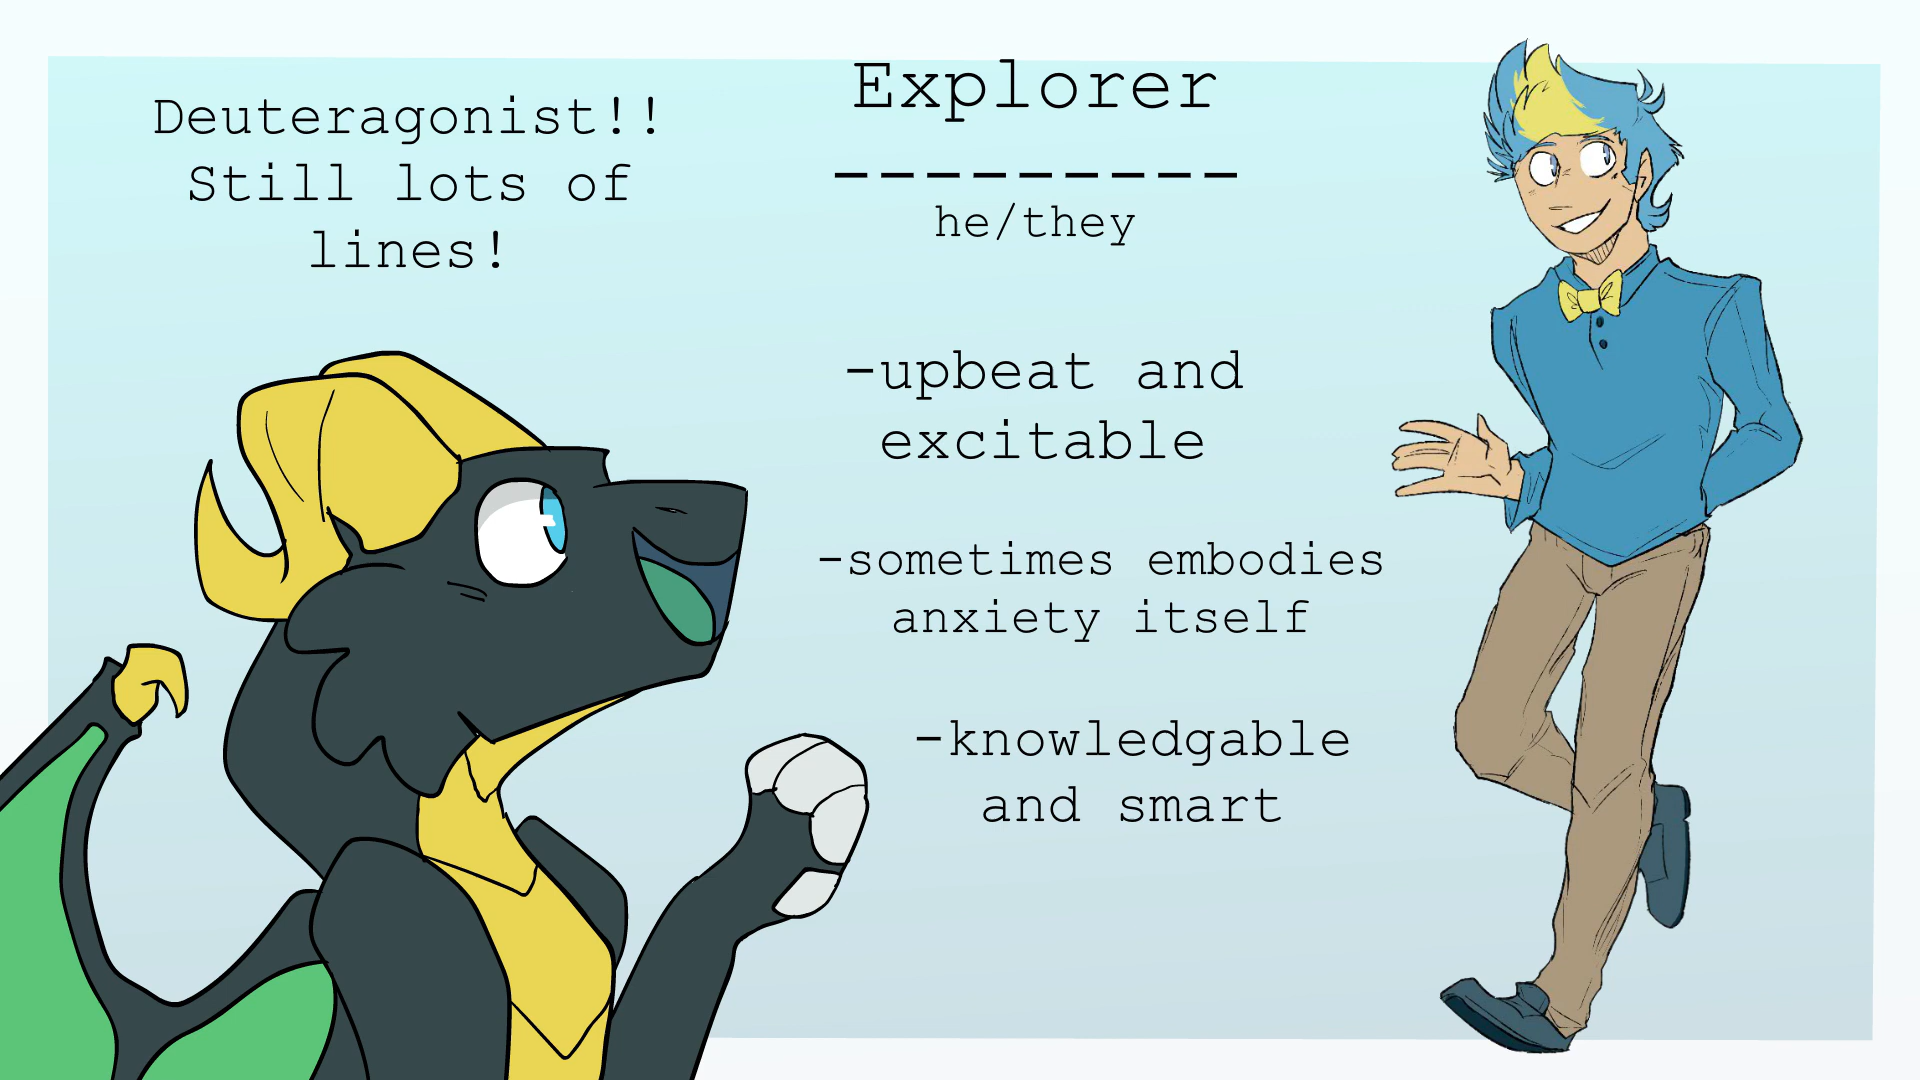 Deuteragonist!!
Still lots of
lines!
Explorer
---------
he/they
-upbeat and
excitable
-sometimes embodies
anxiety itself
-knowledgable
and smart